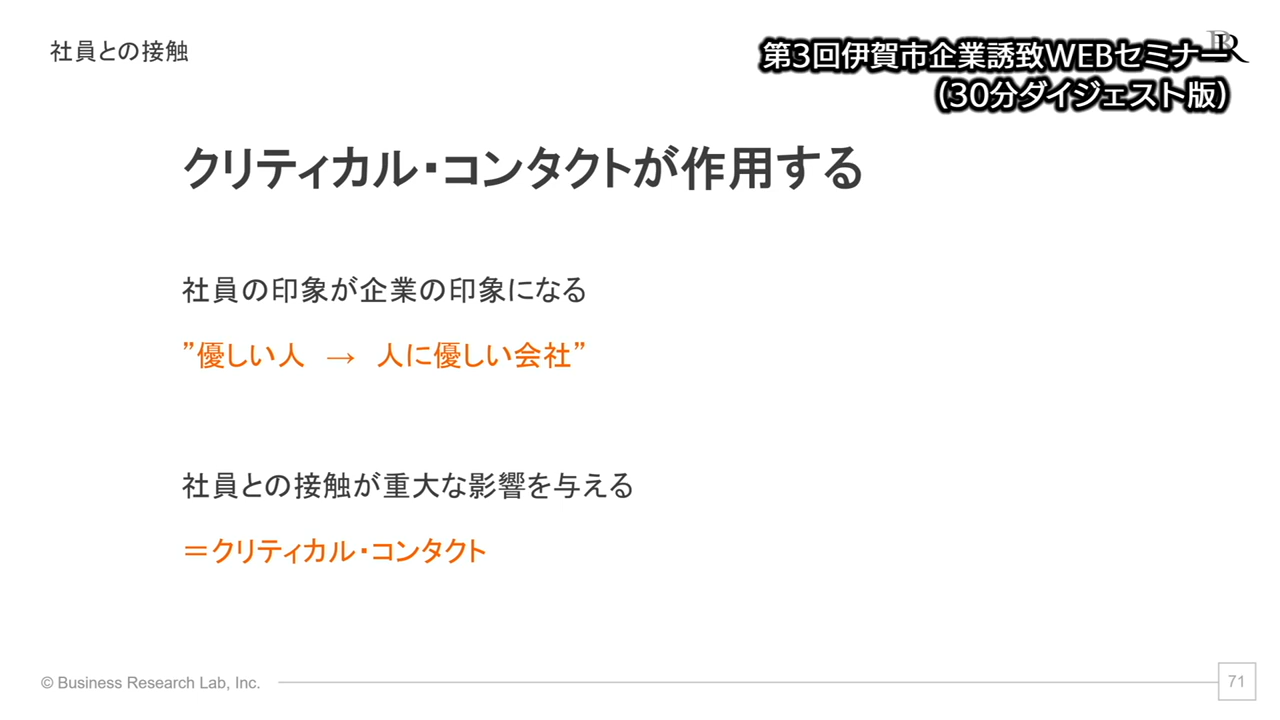 社員との接触
第3回伊賀市企業誘致WEBセミナー
(30分ダイジェスト版)
クリティカル・コンタクトが作用する
社員の印象が企業の印象になる
”優しい人　→　人に優しい会社”
社員との接触が重大な影響を与える
＝クリティカル・コンタクト
© Business Research Lab, Inc.
71